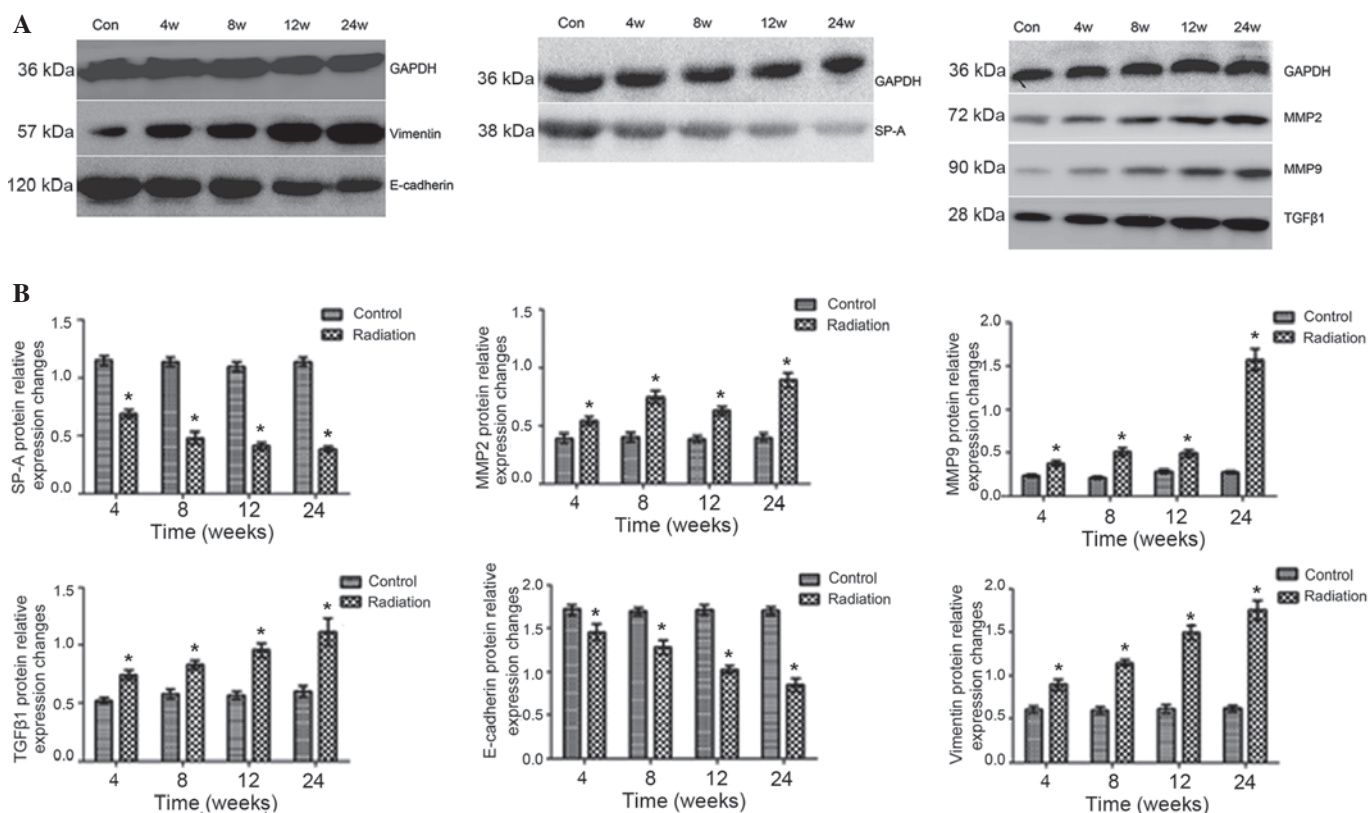 A
Con 4w 8w 12w 24w
36 kDa GAPDH
57 kDa Vimentin
120 kDa E-cadherin
Con 4w 8w 12w 24w
36 kDa GAPDH
38 kDa SP-A
Con 4w 8w 12w 24w
36 kDa GAPDH
72 kDa MMP2
90 kDa MMP9
28 kDa TGFβ1
B
SP-A protein relative
expression changes
1.5
1.0
0.5
0.0
Control
Radiation
* * * *
4 8 12 24
Time (weeks)
MMP2 protein relative
expression changes
1.5
1.0
0.5
0.0
Control
Radiation
* * * *
4 8 12 24
Time (weeks)
MMP9 protein relative
expression changes
2.0
1.5
1.0
0.5
0.0
Control
Radiation
* * * *
4 8 12 24
Time (weeks)
TGFβ1 protein relative
expression changes
1.5
1.0
0.5
0.0
Control
Radiation
* * * *
4 8 12 24
Time (weeks)
E-cadherin protein relative
expression changes
2.0
1.5
1.0
0.5
0.0
Control
Radiation
* * * *
4 8 12 24
Time (weeks)
Vimentin protein relative
expression changes
2.0
1.5
1.0
0.5
0.0
Control
Radiation
* * * *
4 8 12 24
Time (weeks)